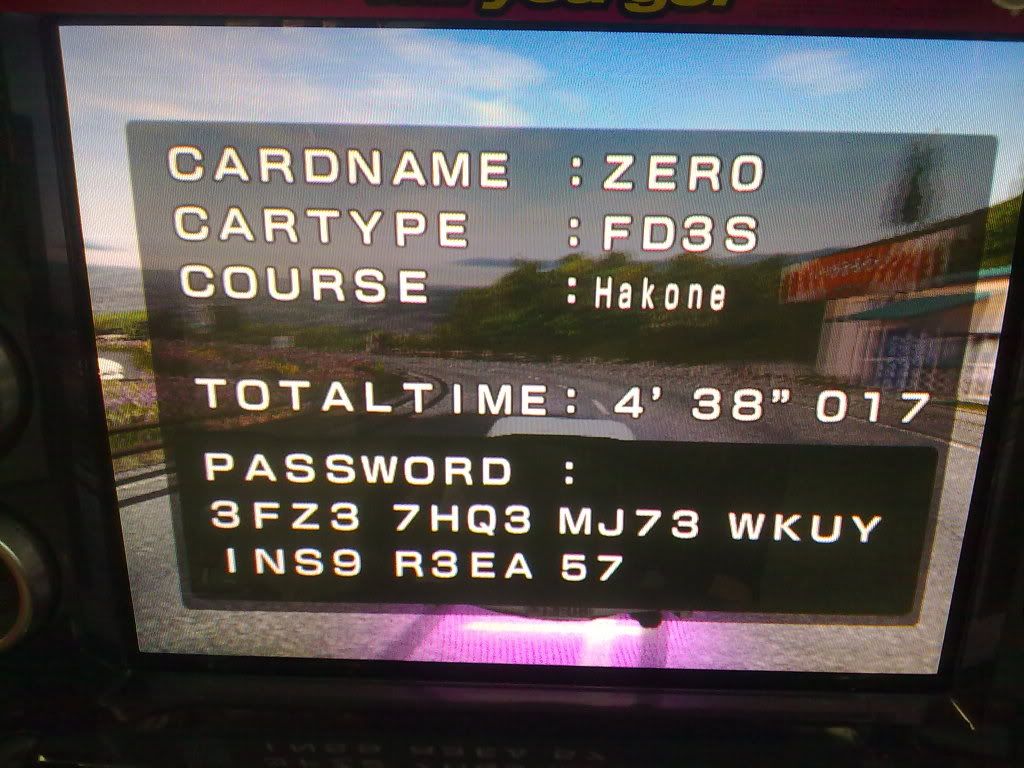 CARDNAME : ZERO
CARTYPE : FD3S
COURSE : Hakone
TOTALTIME: 4' 38" 017
PASSWORD :
3FZ3 7HQ3 MJ73 WKUY
INS9 R3EA 57